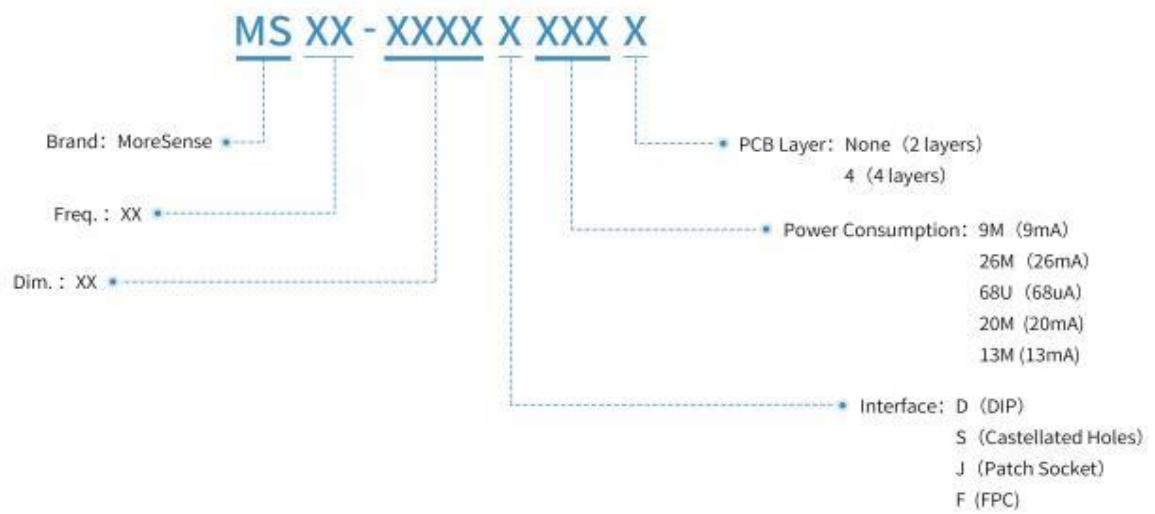 MS XX - XXXX X XXX X
Brand：MoreSense
PCB Layer：None（2 layers）
4（4 layers）
Freq.：XX
Power Consumption：9M（9mA）
26M（26mA）
68U（68uA）
20M (20mA)
13M (13mA)
Dim.：XX
Interface：D（DIP）
S（Castellated Holes）
J（Patch Socket）
F (FPC)